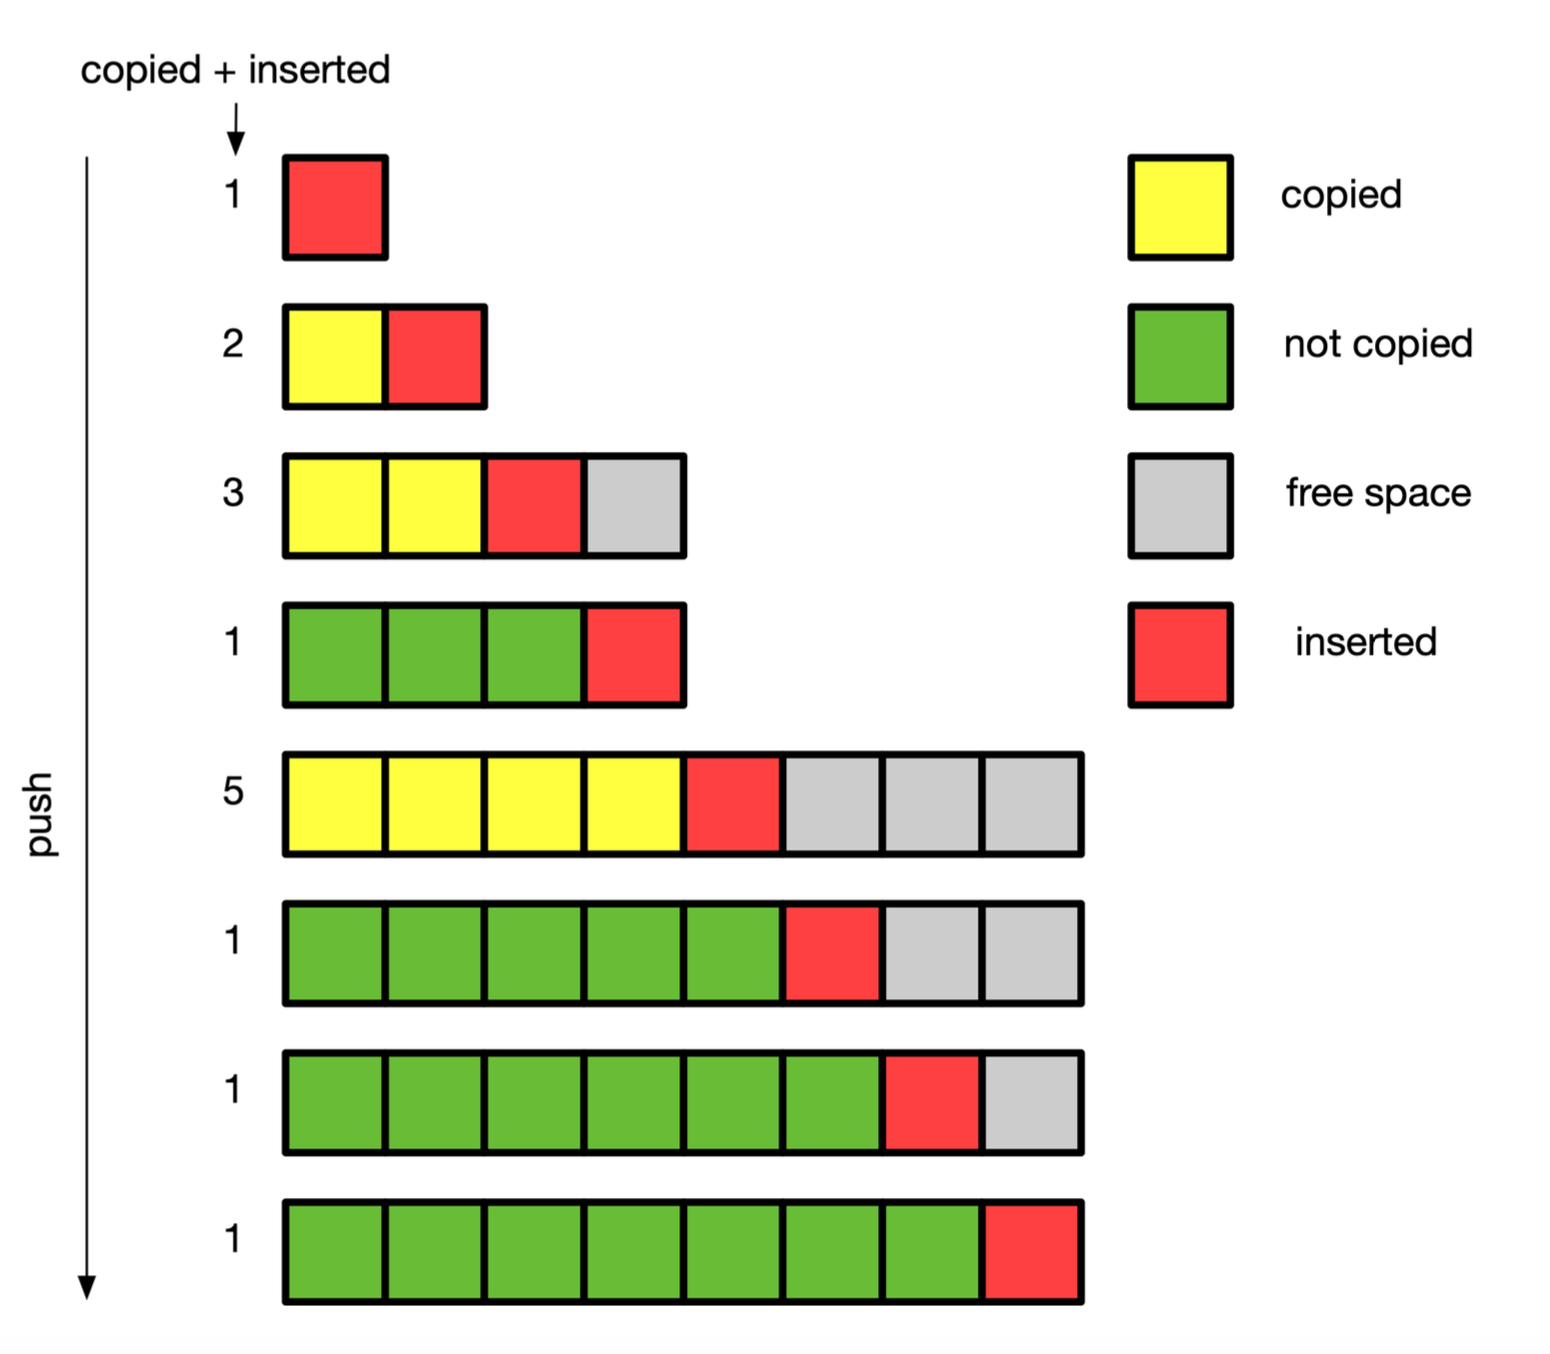 copied + inserted
1
copied
2
not copied
3
free space
1
inserted
5
1
1
1
push